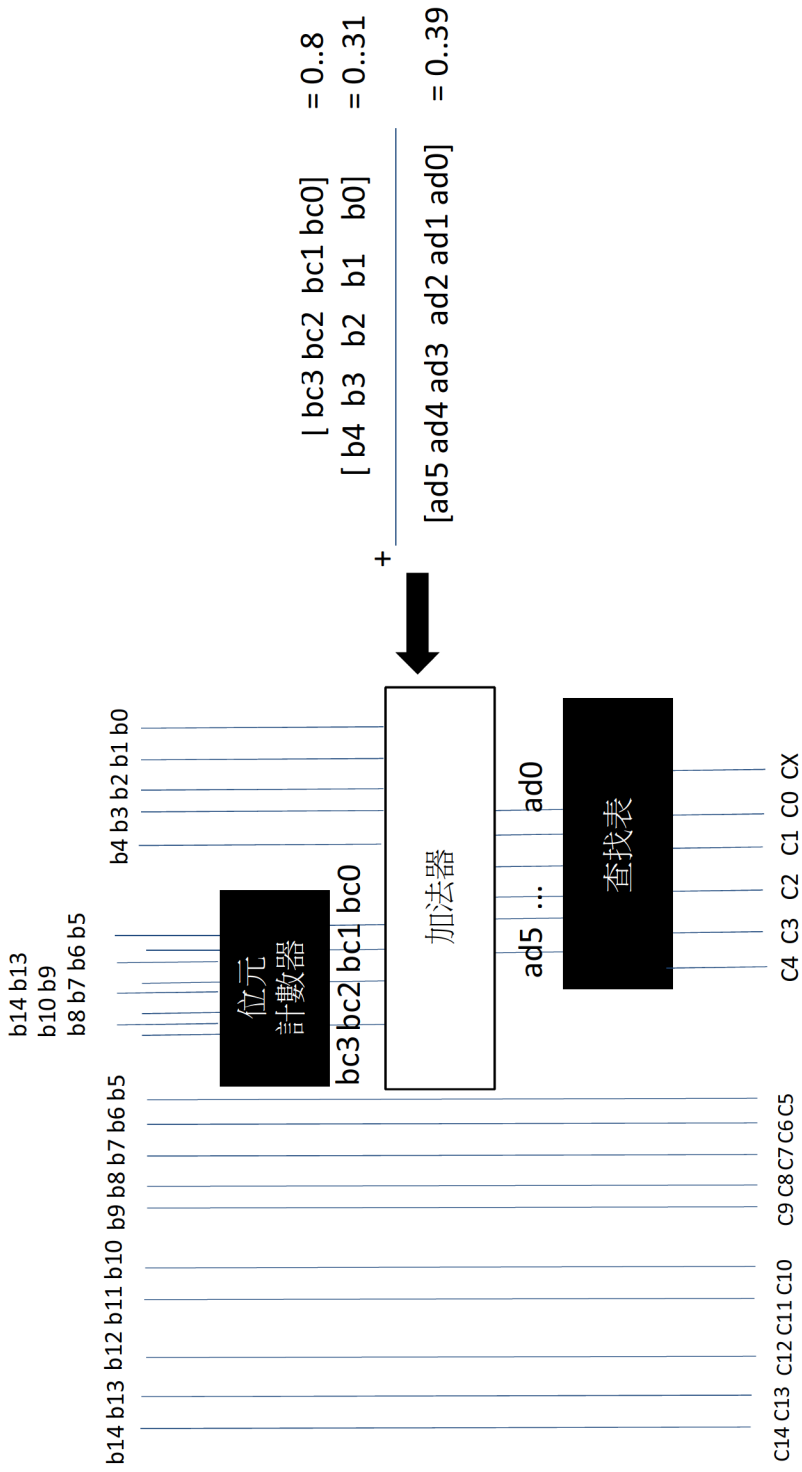 b14 b13
b10 b9
b8 b7 b6 b5
b14 b13 b12 b11 b10 b9 b8 b7 b6 b5
b4 b3 b2 b1 b0
位元
計數器
bc3 bc2 bc1 bc0
加法器
ad5 ... ad0
查找表
C14 C13 C12 C11 C10 C9 C8 C7 C6 C5
C4 C3 C2 C1 C0 CX
[ bc3 bc2 bc1 bc0] = 0..8
[ b4 b3 b2 b1 b0] = 0..31
+
[ad5 ad4 ad3 ad2 ad1 ad0] = 0..39